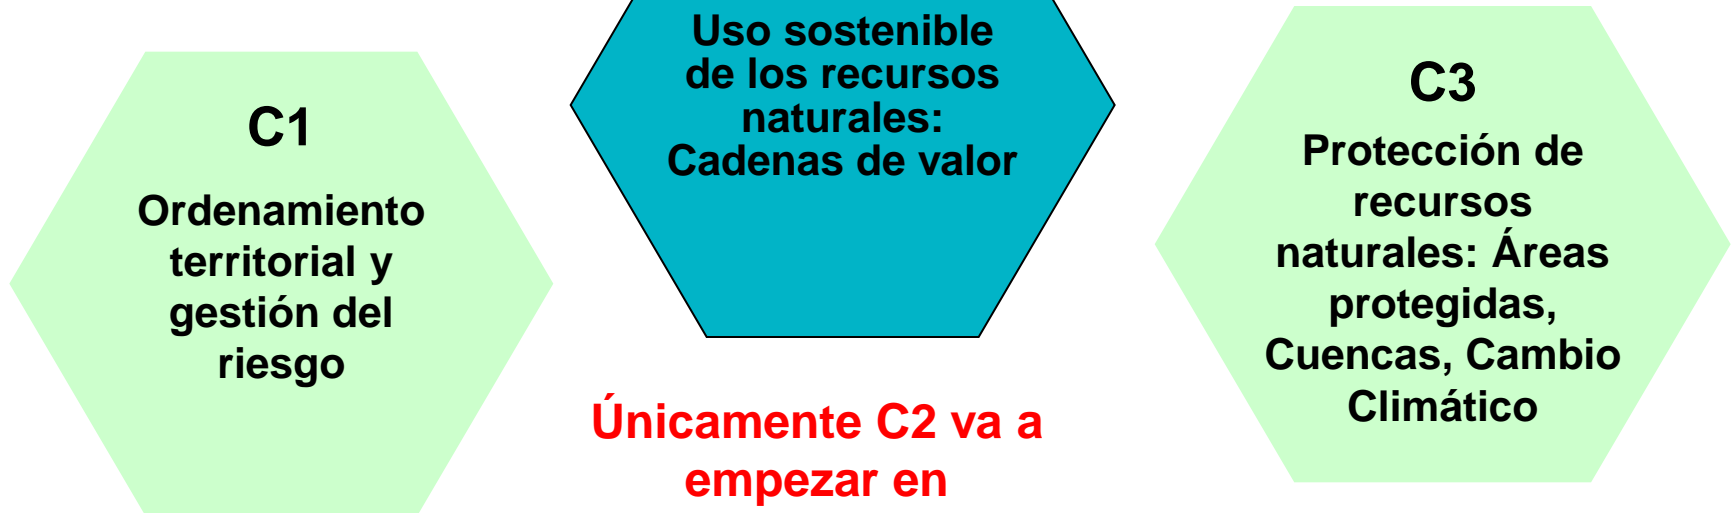 C1
Ordenamiento
territorial y
gestión del
riesgo
Uso sostenible
de los recursos
naturales:
Cadenas de valor
Únicamente C2 va a
empezar en
C3
Protección de
recursos
naturales: Áreas
protegidas,
Cuencas, Cambio
Climático